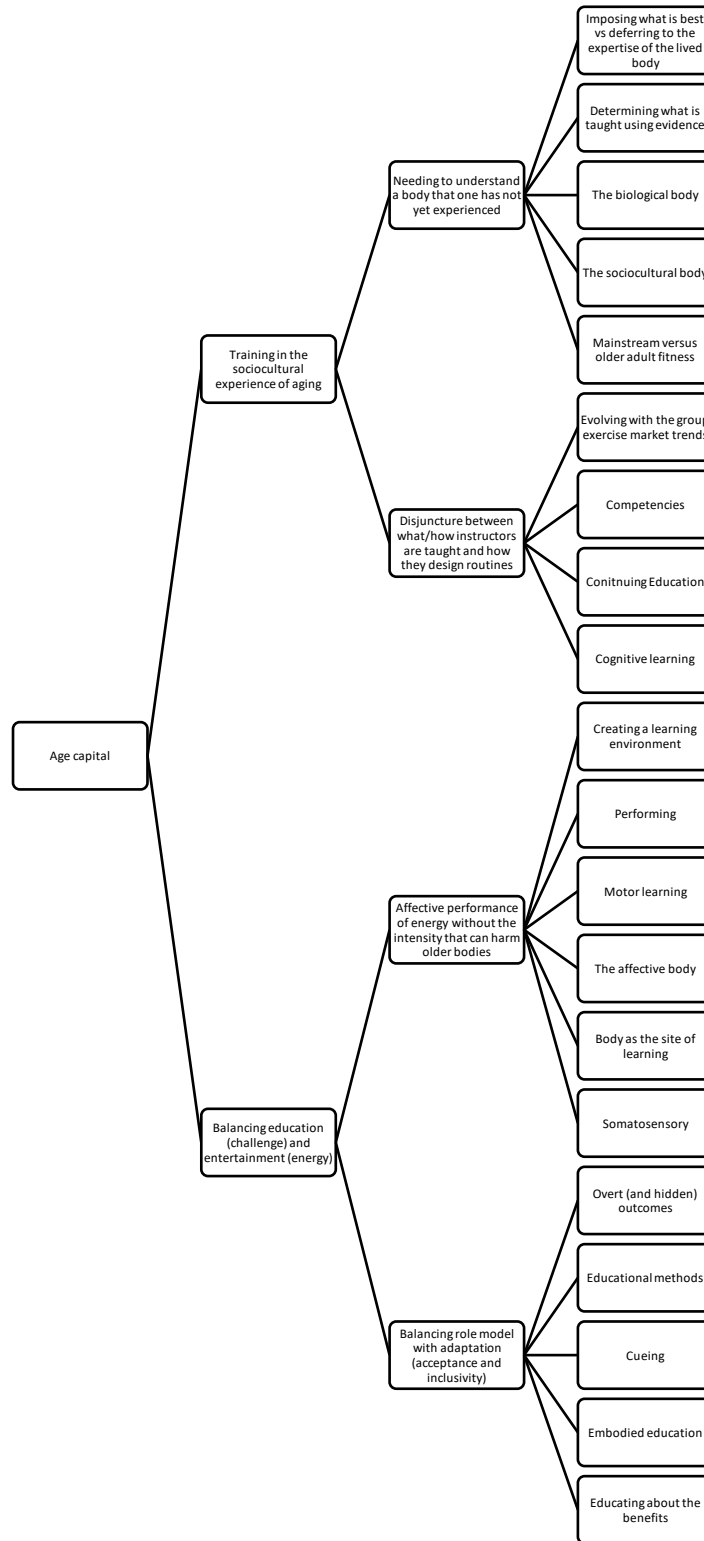 Imposing what is best
vs deferring to the
expertise of the lived
body
Determining what is
taught using evidence
The biological body
The sociocultural body
Mainstream versus
older adult fitness
Needing to understand
a body that one has not
yet experienced
Evolving with the group
exercise market trends
Competencies
Conitnuing Education
Cognitive learning
Disjuncture between
what/how instructors
are taught and how
they design routines
Training in the
sociocultural
experience of aging
Age capital
Creating a learning
environment
Performing
Motor learning
The affective body
Body as the site of
learning
Somatosensory
Affective performance
of energy without the
intensity that can harm
older bodies
Balancing education
(challenge) and
entertainment (energy)
Overt (and hidden)
outcomes
Educational methods
Cueing
Embodied education
Educating about the
benefits
Balancing role model
with adaptation
(acceptance and
inclusivity)